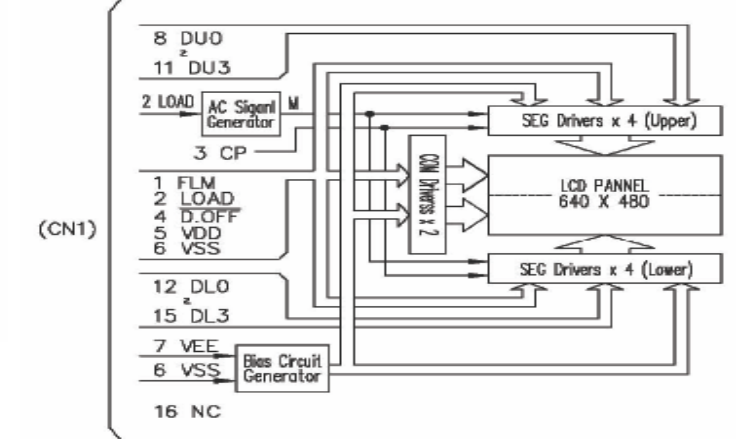 8 DU0
~
11 DU3
2 LOAD
AC Siganl
Generator
M
SEG Drivers x 4 (Upper)
3 CP
1 FLM
2 LOAD
4 D.OFF
5 VDD
6 VSS
COM Driverss x 2
LCD PANNEL
640 X 480
(CN1)
SEG Drivers x 4 (Lower)
12 DL0
~
15 DL3
7 VEE
6 VSS
Bias Circuit
Generator
16 NC